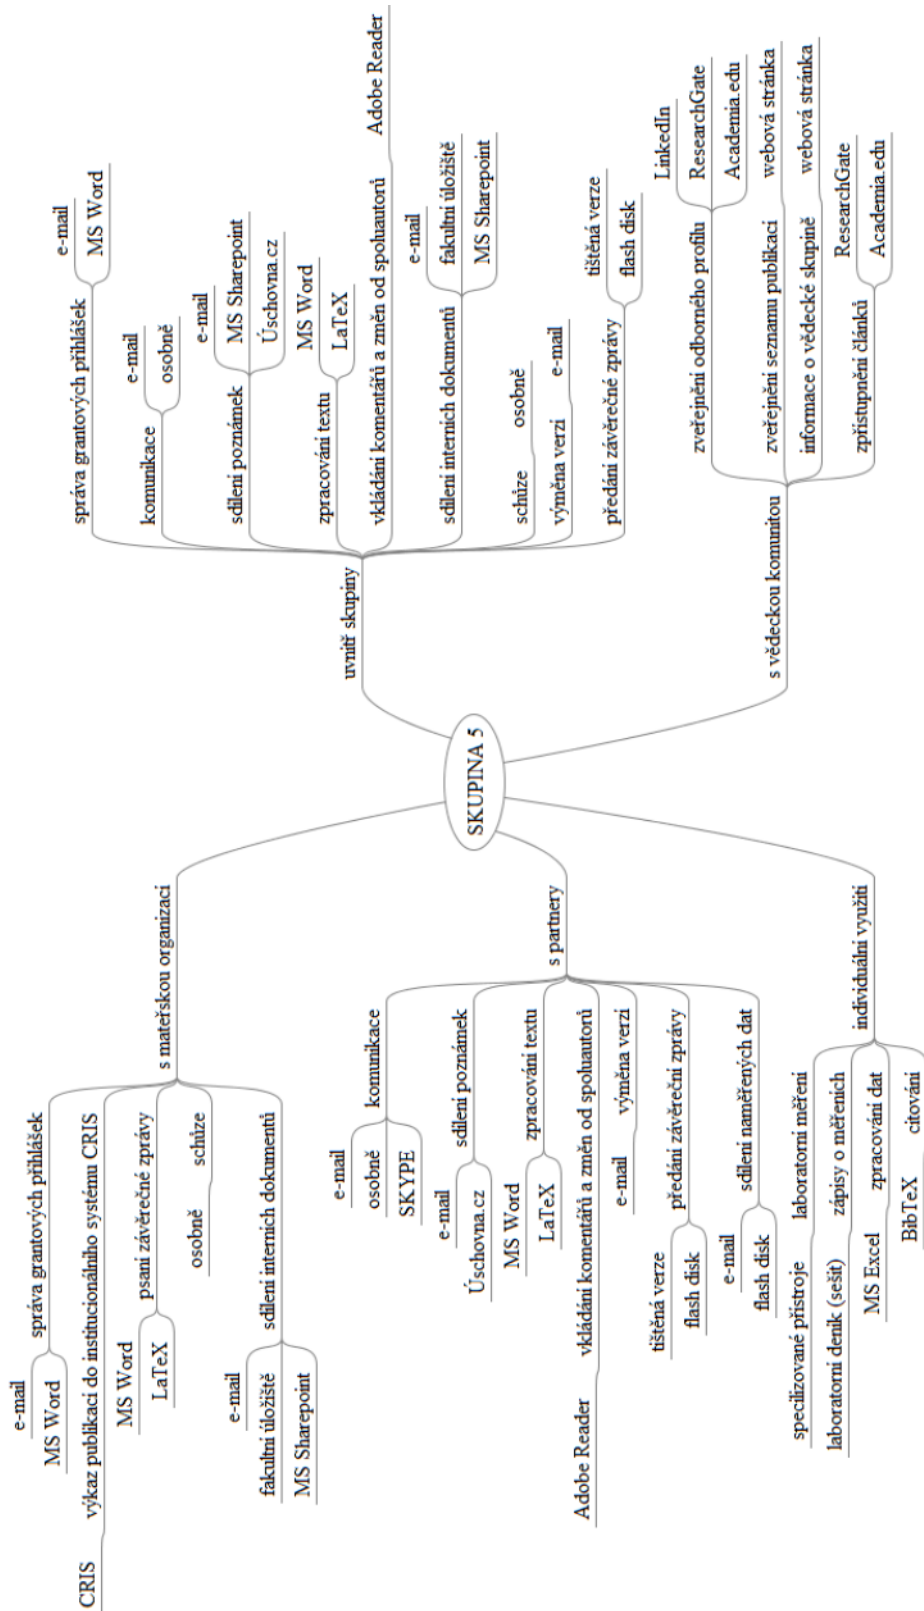 SKUPINA 5
uvnitř skupiny
správa grantových přihlášek
e-mail
MS Word
komunikace
e-mail
osobně
sdílení poznámek
e-mail
MS Sharepoint
Úschovna.cz
zpracování textu
MS Word
LaTeX
vkládání komentářů a změn od spoluautorů
Adobe Reader
sdílení interních dokumentů
e-mail
fakultní úložiště
MS Sharepoint
schůze
osobně
výměna verzí
e-mail
předání závěrečné zprávy
tištěná verze
flash disk
s vědeckou komunitou
zveřejnění odborného profilu
LinkedIn
ResearchGate
Academia.edu
zveřejnění seznamu publikací
webová stránka
informace o vědecké skupině
webová stránka
zpřístupnění článků
ResearchGate
Academia.edu
s mateřskou organizací
správa grantových přihlášek
e-mail
MS Word
výkaz publikací do institucionálního systému CRIS
CRIS
psaní závěrečné zprávy
MS Word
LaTeX
schůze
osobně
sdílení interních dokumentů
e-mail
fakultní úložiště
MS Sharepoint
s partnery
komunikace
e-mail
osobně
SKYPE
sdílení poznámek
e-mail
Úschovna.cz
zpracování textu
MS Word
LaTeX
vkládání komentářů a změn od spoluautorů
Adobe Reader
výměna verzí
e-mail
předání závěreční zprávy
tištěná verze
flash disk
sdílení naměřených dat
e-mail
flash disk
individuální využití
laboratorní měření
specilizované přístroje
zápisy o měřeních
laboratorní deník (sešit)
zpracování dat
MS Excel
citování
BibTeX